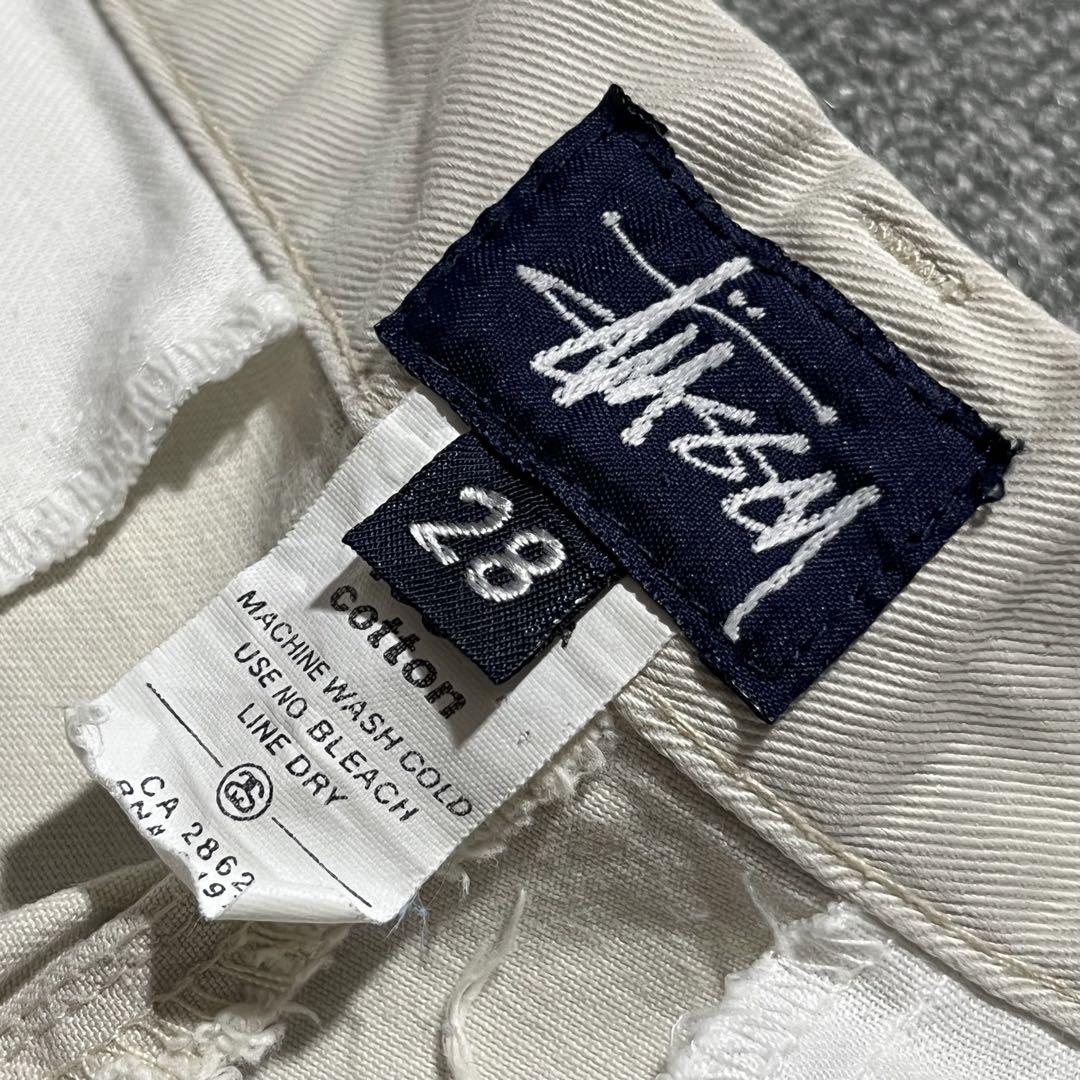 Stüssy
28
cotton
MACHINE WASH COLD
USE NO BLEACH
LINE DRY
CA 2862